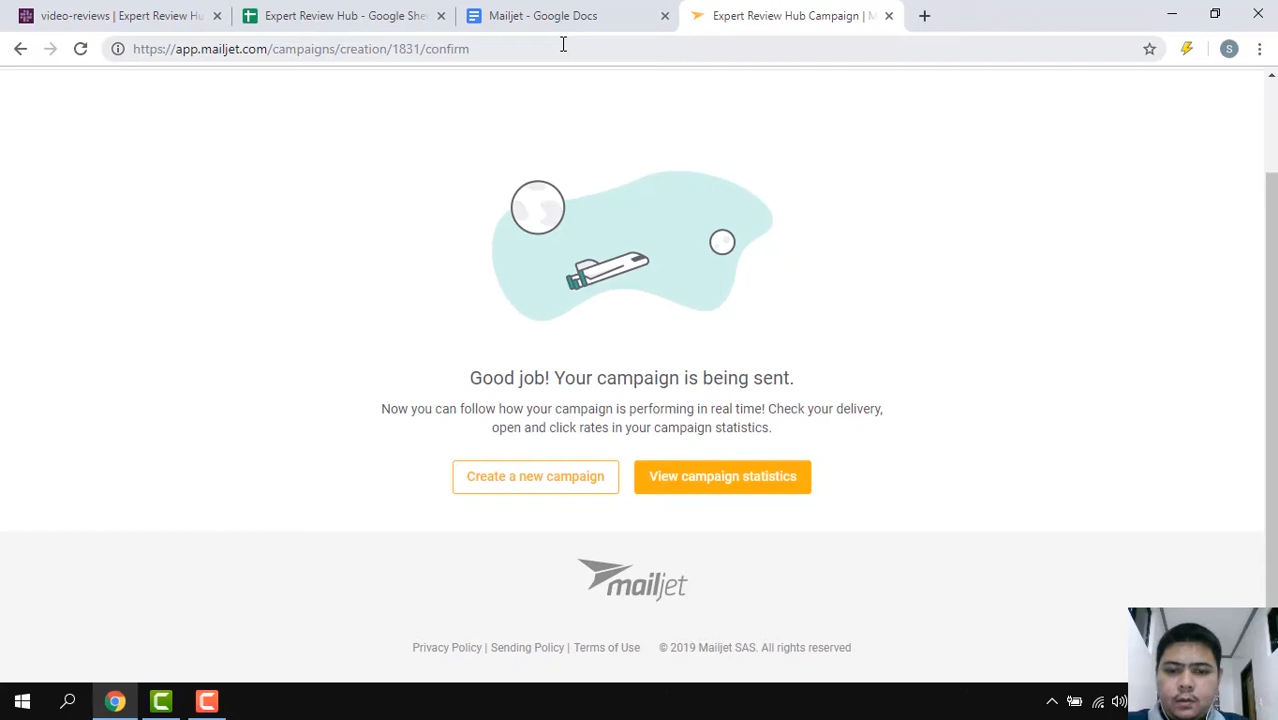 video-reviews | Expert Review Hu
Expert Review Hub - Google She
Mailjet - Google Docs
Expert Review Hub Campaign | M
https://app.mailjet.com/campaigns/creation/1831/confirm
S
Good job! Your campaign is being sent.
Now you can follow how your campaign is performing in real time! Check your delivery,
open and click rates in your campaign statistics.
Create a new campaign
View campaign statistics
mailjet
Privacy Policy | Sending Policy | Terms of Use © 2019 Mailjet SAS. All rights reserved